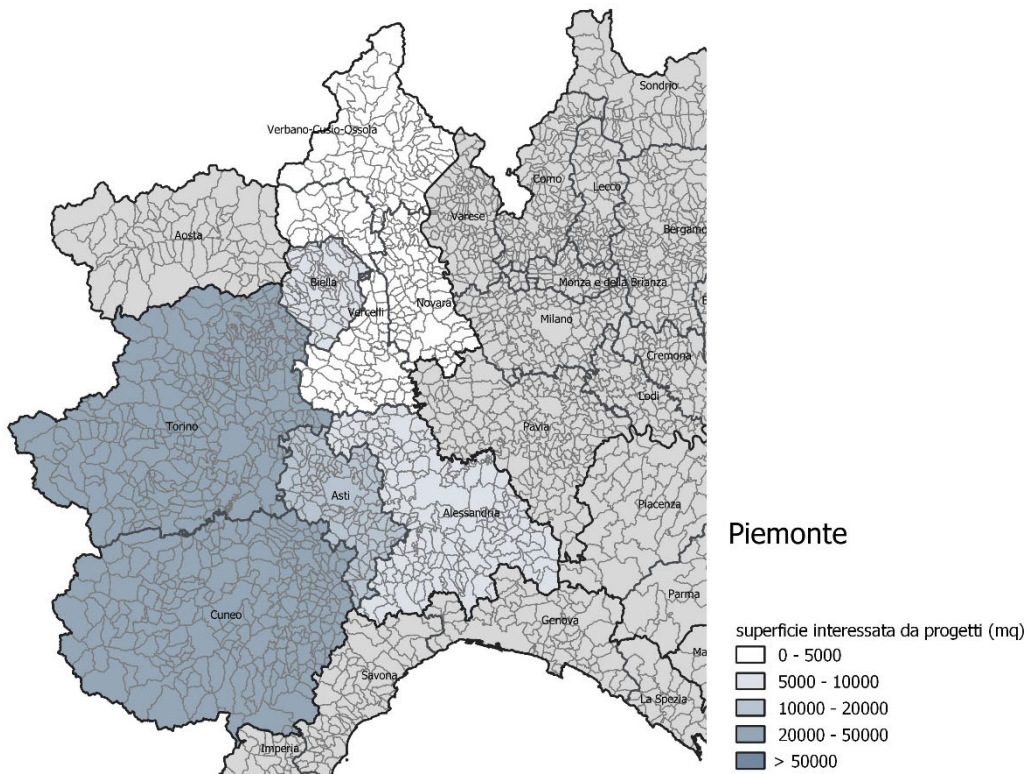 Sondrio
Verbano-Cusio-Ossola
Como
Lecco
Varese
Bergamo
Aosta
Biella
Monza e della Brianza
Novara
Vercelli
Milano
Cremona
Lodi
Torino
Pavia
Asti
Piacenza
Alessandria
Piemonte
Parma
Cuneo
Genova
superficie interessata da progetti (mq)
Ma
0 - 5000
Savona
5000 - 10000
La Spezia
10000 - 20000
20000 - 50000
Imperia
> 50000